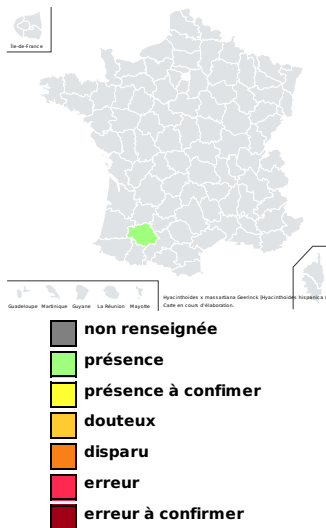 Île-de-France
Guadeloupe Martinique Guyane La Réunion Mayotte
Hyacinthoides x massartiana Geerinck [Hyacinthoides hispanica
Carte en cours d'élaboration.
non renseignée
présence
présence à confimer
douteux
disparu
erreur
erreur à confirmer